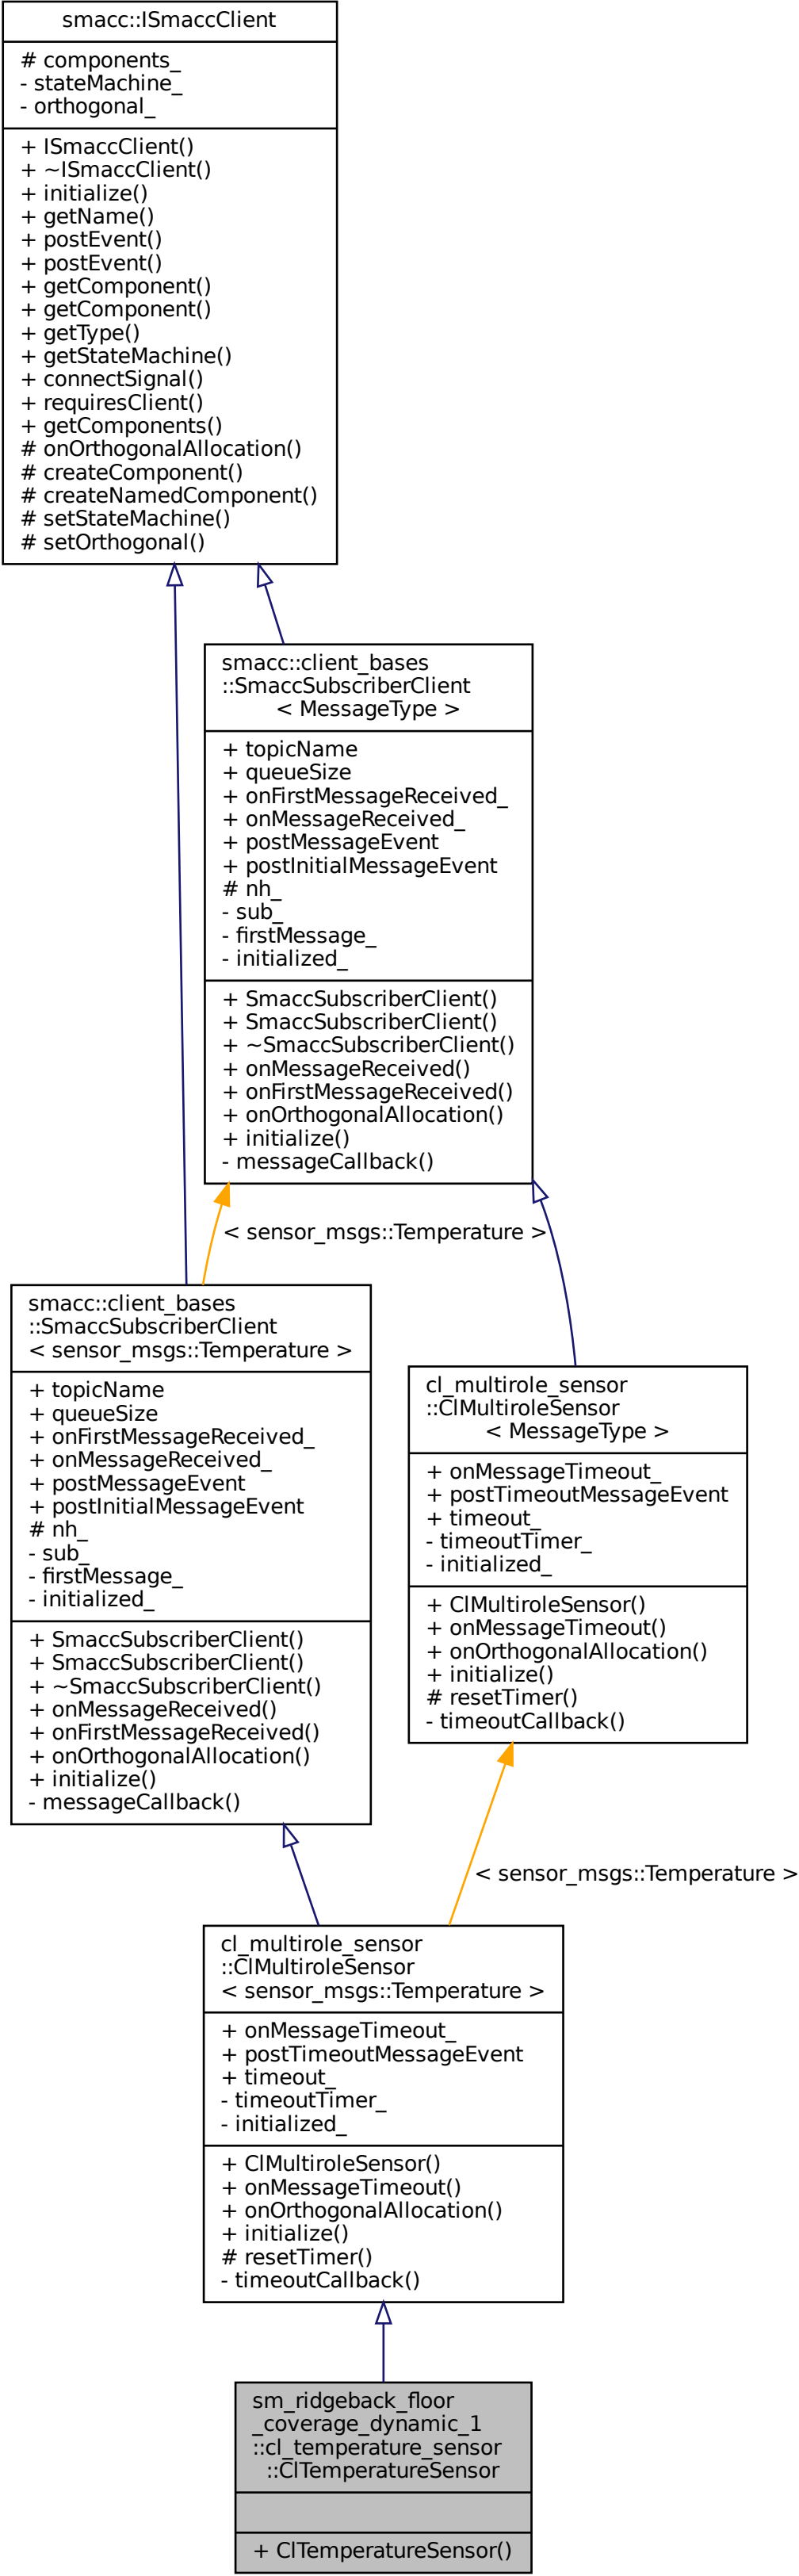 smacc::ISmaccClient
# components_
- stateMachine_
- orthogonal_
+ ISmaccClient()
+ ~ISmaccClient()
+ initialize()
+ getName()
+ postEvent()
+ postEvent()
+ getComponent()
+ getComponent()
+ getType()
+ getStateMachine()
+ connectSignal()
+ requiresClient()
+ getComponents()
# onOrthogonalAllocation()
# createComponent()
# createNamedComponent()
# setStateMachine()
# setOrthogonal()
smacc::client_bases
::SmaccSubscriberClient
< MessageType >
+ topicName
+ queueSize
+ onFirstMessageReceived_
+ onMessageReceived_
+ postMessageEvent
+ postInitialMessageEvent
# nh_
- sub_
- firstMessage_
- initialized_
+ SmaccSubscriberClient()
+ SmaccSubscriberClient()
+ ~SmaccSubscriberClient()
+ onMessageReceived()
+ onFirstMessageReceived()
+ onOrthogonalAllocation()
+ initialize()
- messageCallback()
< sensor_msgs::Temperature >
smacc::client_bases
::SmaccSubscriberClient
< sensor_msgs::Temperature >
+ topicName
+ queueSize
+ onFirstMessageReceived_
+ onMessageReceived_
+ postMessageEvent
+ postInitialMessageEvent
# nh_
- sub_
- firstMessage_
- initialized_
+ SmaccSubscriberClient()
+ SmaccSubscriberClient()
+ ~SmaccSubscriberClient()
+ onMessageReceived()
+ onFirstMessageReceived()
+ onOrthogonalAllocation()
+ initialize()
- messageCallback()
cl_multirole_sensor
::ClMultiroleSensor
< MessageType >
+ onMessageTimeout_
+ postTimeoutMessageEvent
+ timeout_
- timeoutTimer_
- initialized_
+ ClMultiroleSensor()
+ onMessageTimeout()
+ onOrthogonalAllocation()
+ initialize()
# resetTimer()
- timeoutCallback()
< sensor_msgs::Temperature >
cl_multirole_sensor
::ClMultiroleSensor
< sensor_msgs::Temperature >
+ onMessageTimeout_
+ postTimeoutMessageEvent
+ timeout_
- timeoutTimer_
- initialized_
+ ClMultiroleSensor()
+ onMessageTimeout()
+ onOrthogonalAllocation()
+ initialize()
# resetTimer()
- timeoutCallback()
sm_ridgeback_floor
_coverage_dynamic_1
::cl_temperature_sensor
::ClTemperatureSensor
+ ClTemperatureSensor()